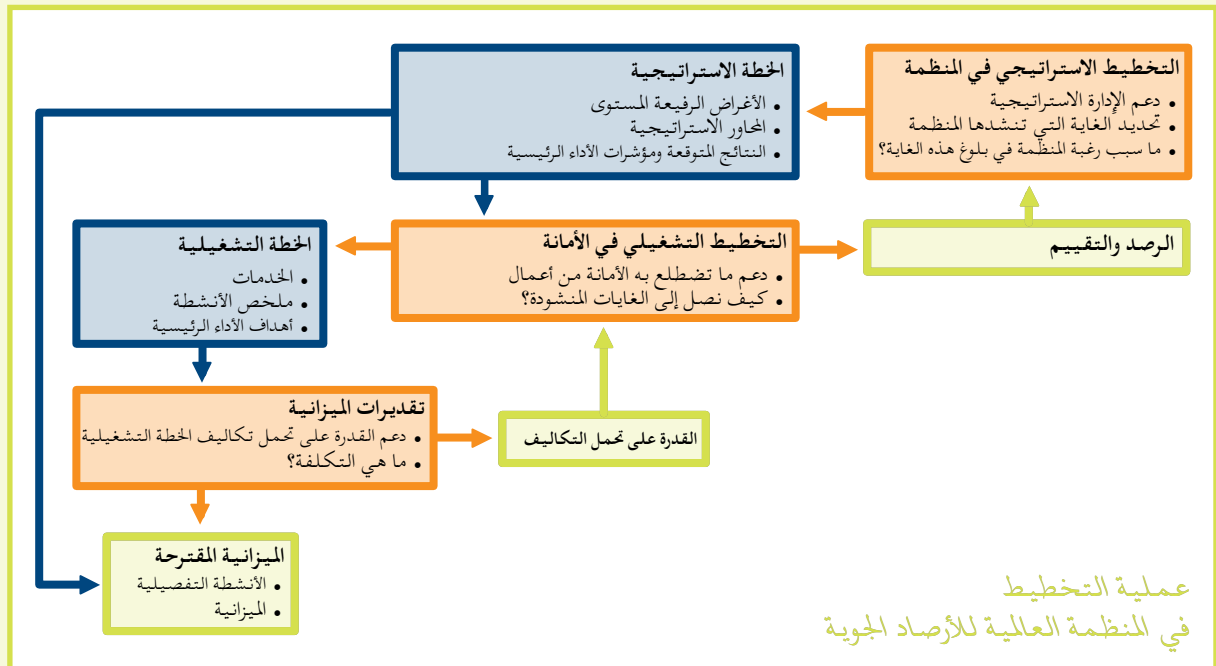 التخطيط الاستراتيجي في المنظمة
• دعم الإدارة الاستراتيجية
• تحديد الغاية التي تنشدها المنظمة
• ما سبب رغبة المنظمة في بلوغ هذه الغاية؟
الخطة الاستراتيجية
• الأغراض الرفيعة المستوى
• المحاور الاستراتيجية
• النتائج المتوقعة ومؤشرات الأداء الرئيسية
الرصد والتقييم
التخطيط التشغيلي في الأمانة
• دعم ما تضطلع به الأمانة من أعمال
• كيف نصل إلى الغايات المنشودة؟
الخطة التشغيلية
• الخدمات
• ملخص الأنشطة
• أهداف الأداء الرئيسية
تقديرات الميزانية
• دعم القدرة على تحمل تكاليف الخطة التشغيلية
• ما هي التكلفة؟
القدرة على تحمل التكاليف
الميزانية المقترحة
• الأنشطة التفصيلية
• الميزانية
عملية التخطيط
في المنظمة العالمية للأرصاد الجوية